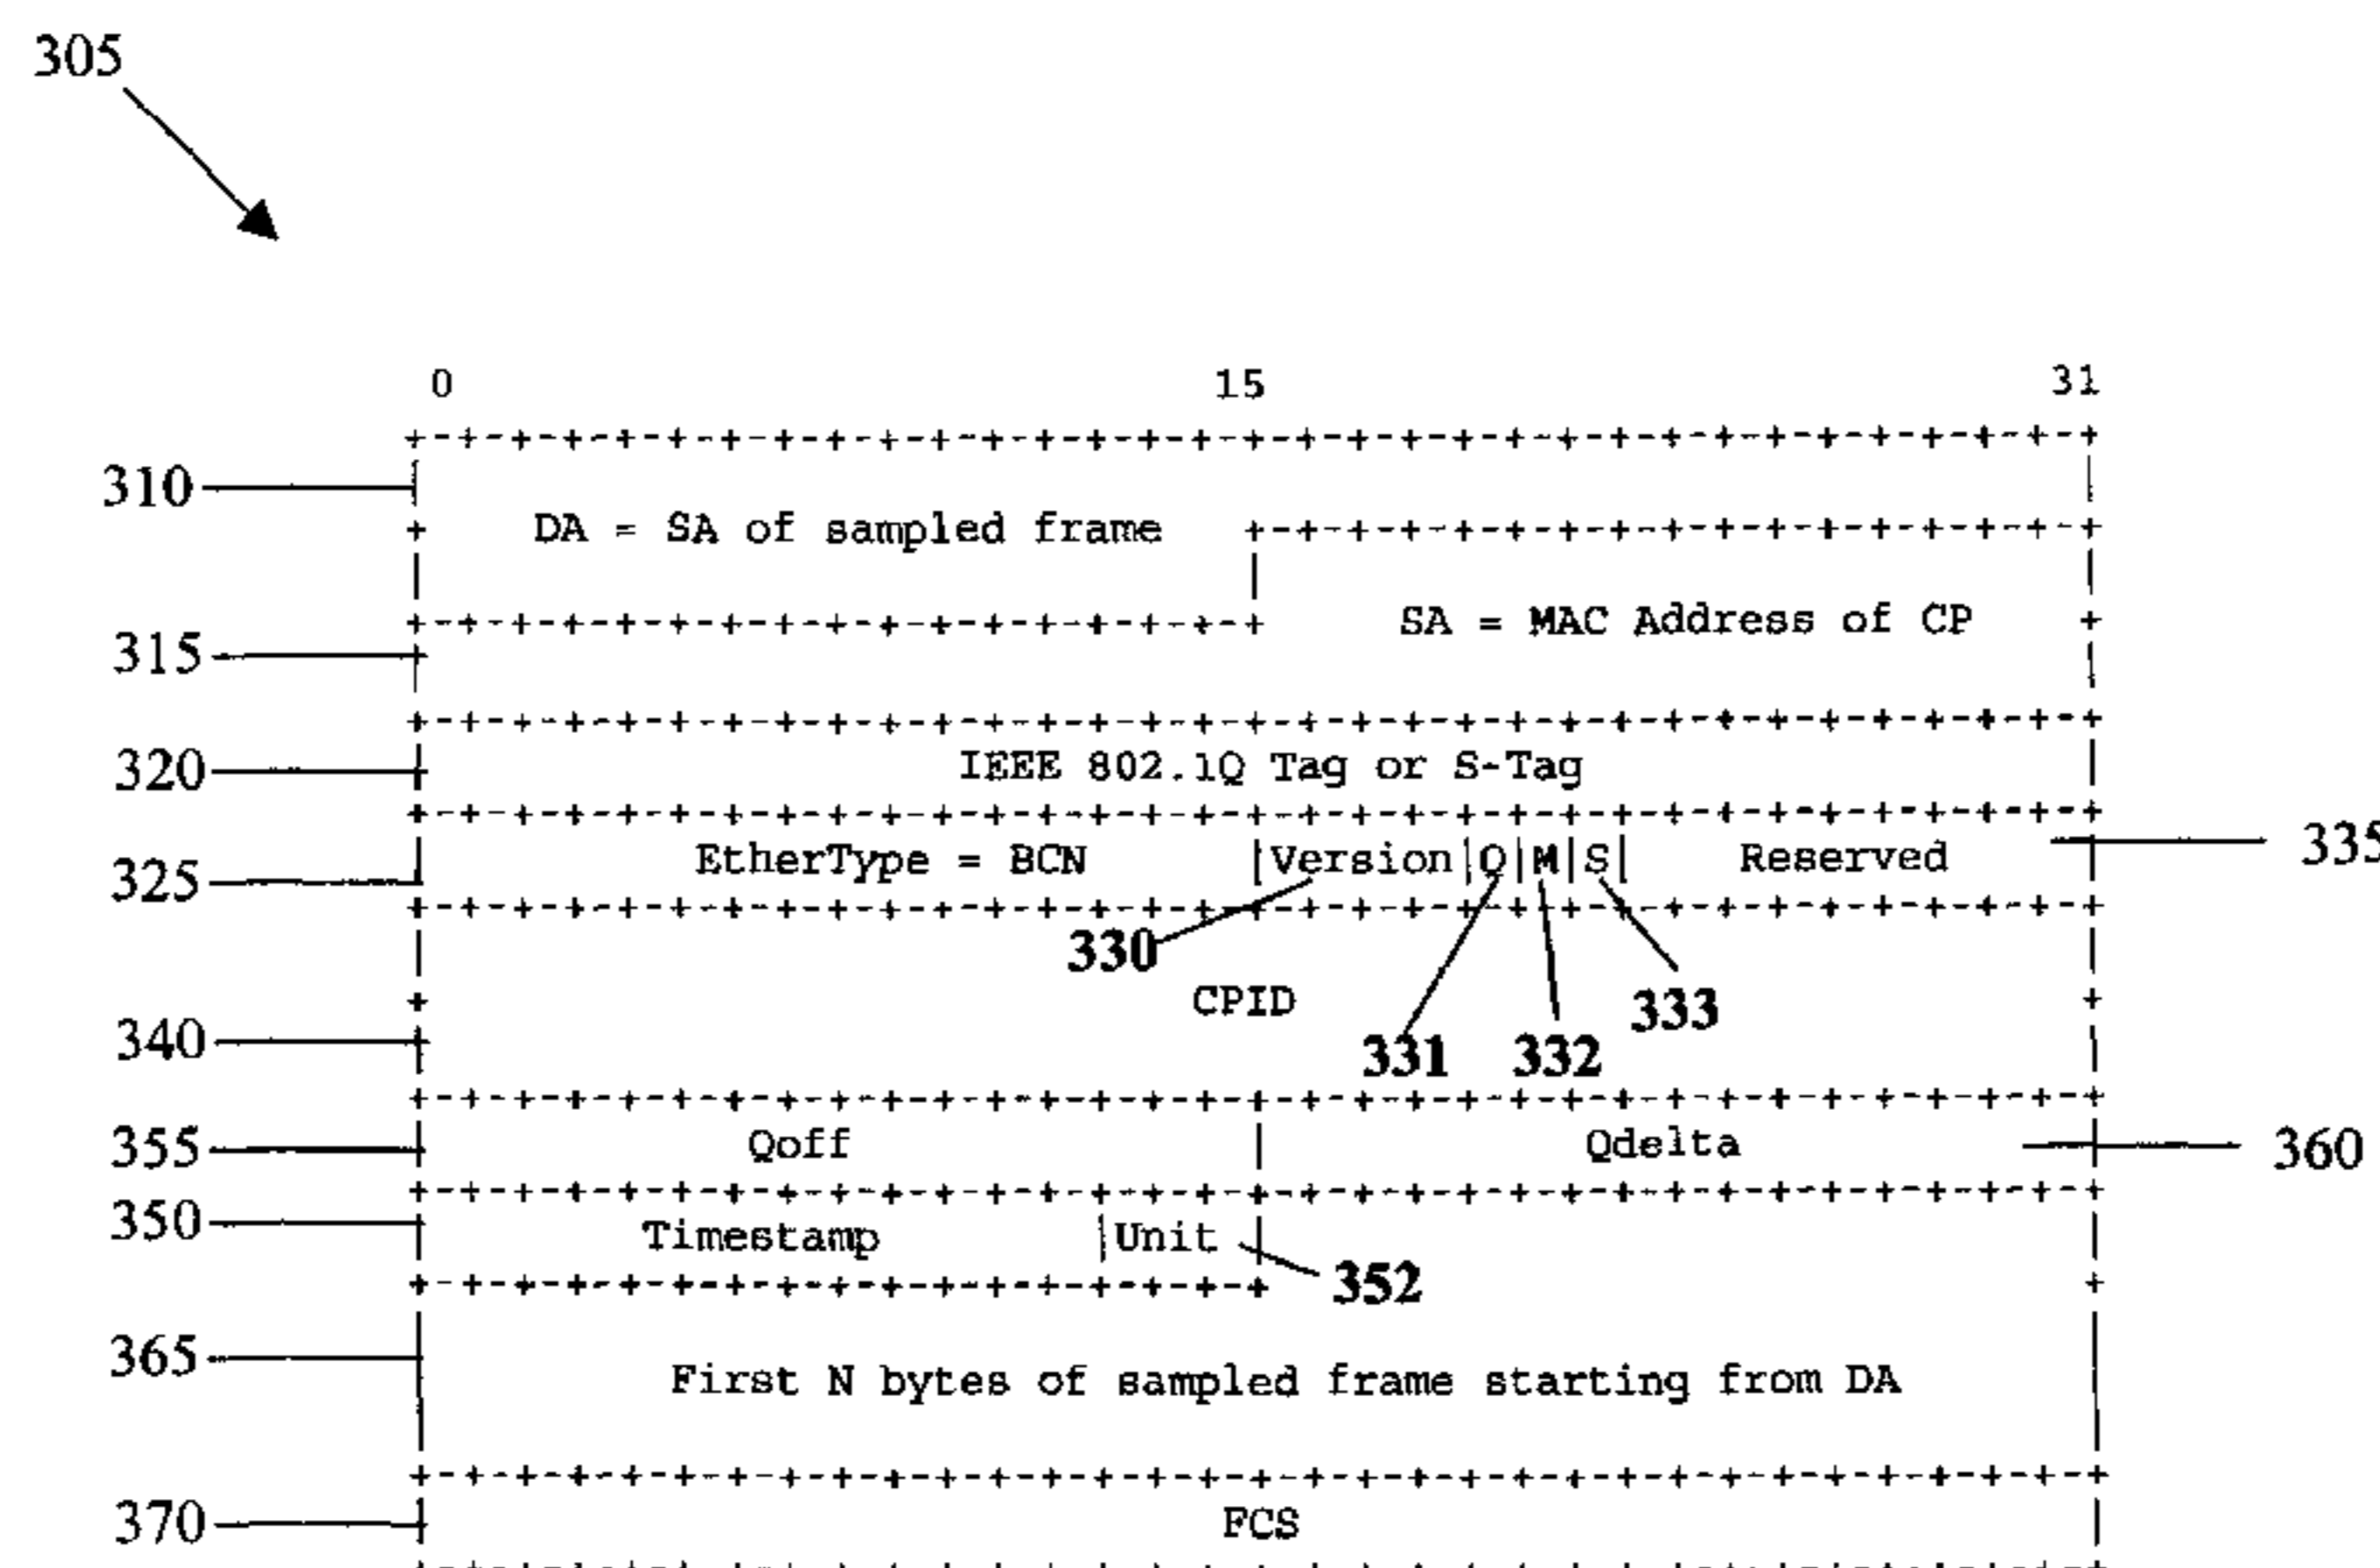 305
0 15 31
310
DA = SA of sampled frame
SA = MAC Address of CP
315
320 IEEE 802.1Q Tag or S-Tag
325 EtherType = BCN |Version|Q|M|S| Reserved 335
330
CPID
333
340
331 332
355 Qoff Qdelta 360
350 Timestamp |Unit
352
365
First N bytes of sampled frame starting from DA
370 FCS